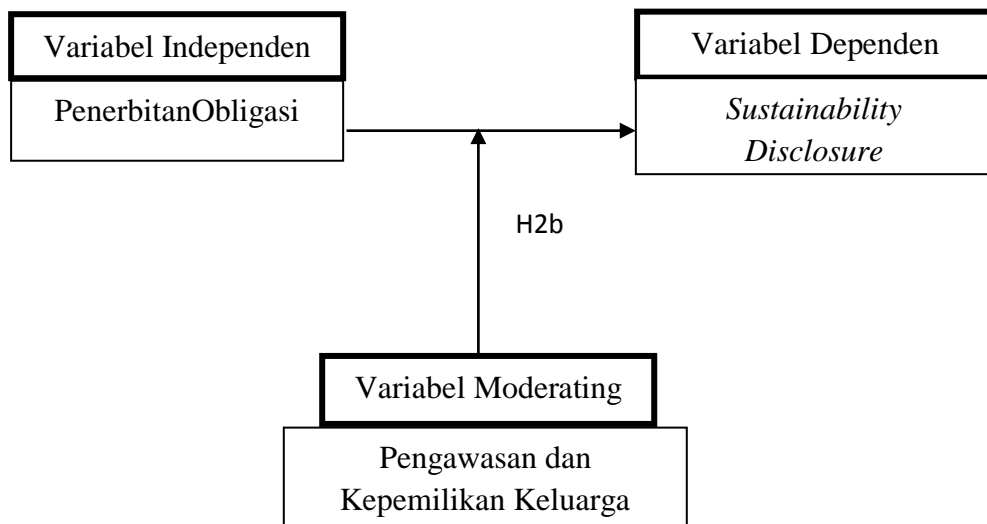 Variabel Independen
PenerbitanObligasi
Variabel Dependen
Sustainability
Disclosure
H2b
Variabel Moderating
Pengawasan dan
Kepemilikan Keluarga